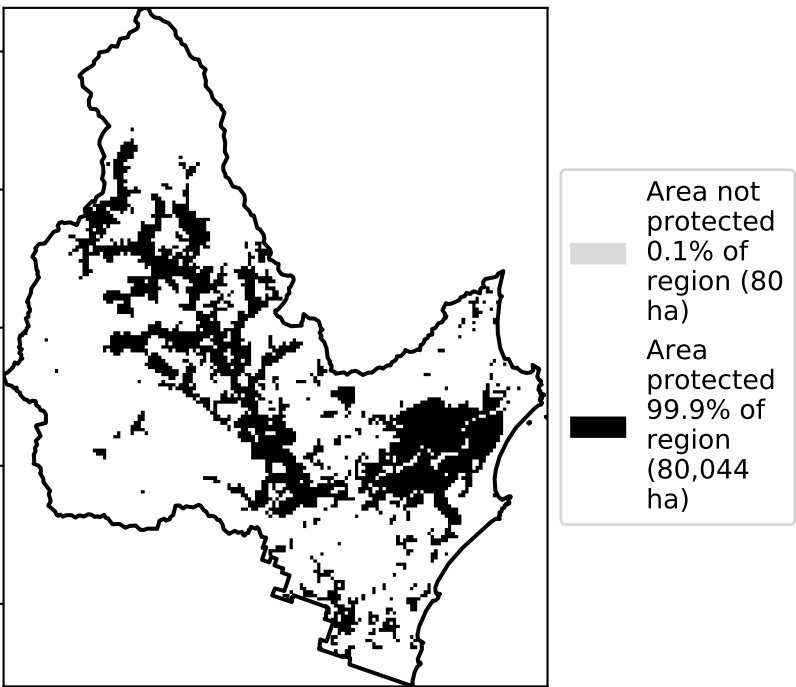 Area not
protected
0.1% of
region (80
ha)
Area
protected
99.9% of
region
(80,044
ha)